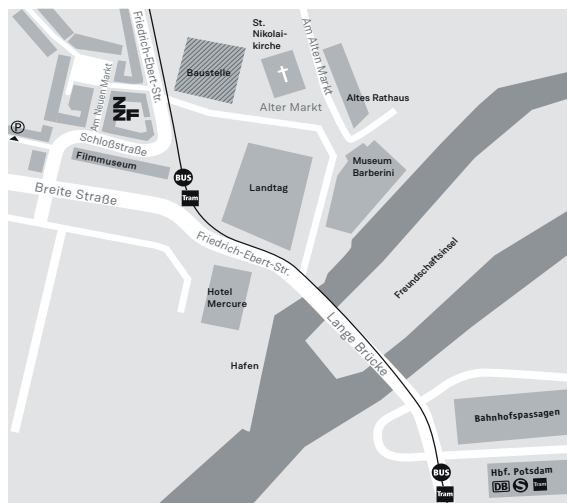 Friedrich-Ebert-Str.
St.
Nikolai-
kirche
Am Alten Markt
Baustelle
Altes Rathaus
Alter Markt
Am Neuen Markt
ZZF
P
Schloßstraße
Filmmuseum
BUS
Tram
Landtag
Museum
Barberini
Breite Straße
Friedrich-Ebert-Str.
Freundschaftsinsel
Hotel
Mercure
Lange Brücke
Hafen
Bahnhofspassagen
BUS
Tram
Hbf. Potsdam
DB S Tram